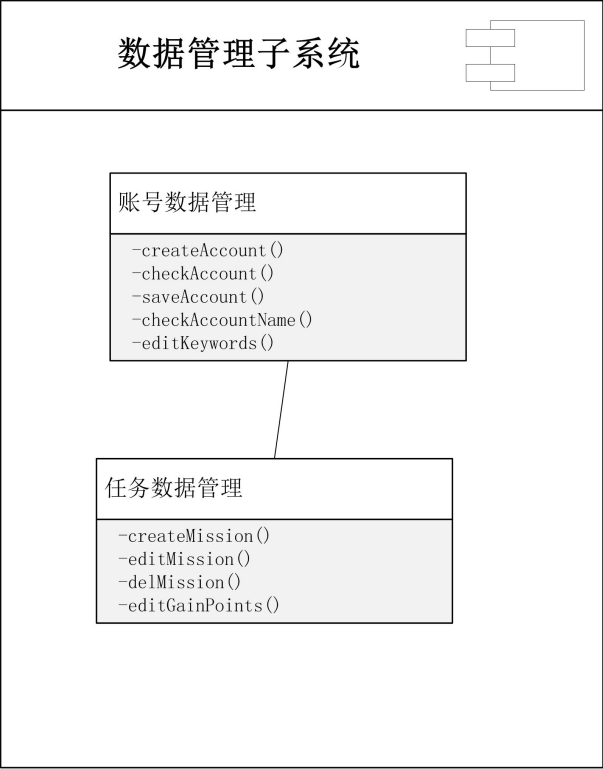 数据管理子系统
账号数据管理
-createAccount()
-checkAccount()
-saveAccount()
-checkAccountName()
-editKeywords()
任务数据管理
-createMission()
-editMission()
-delMission()
-editGainPoints()